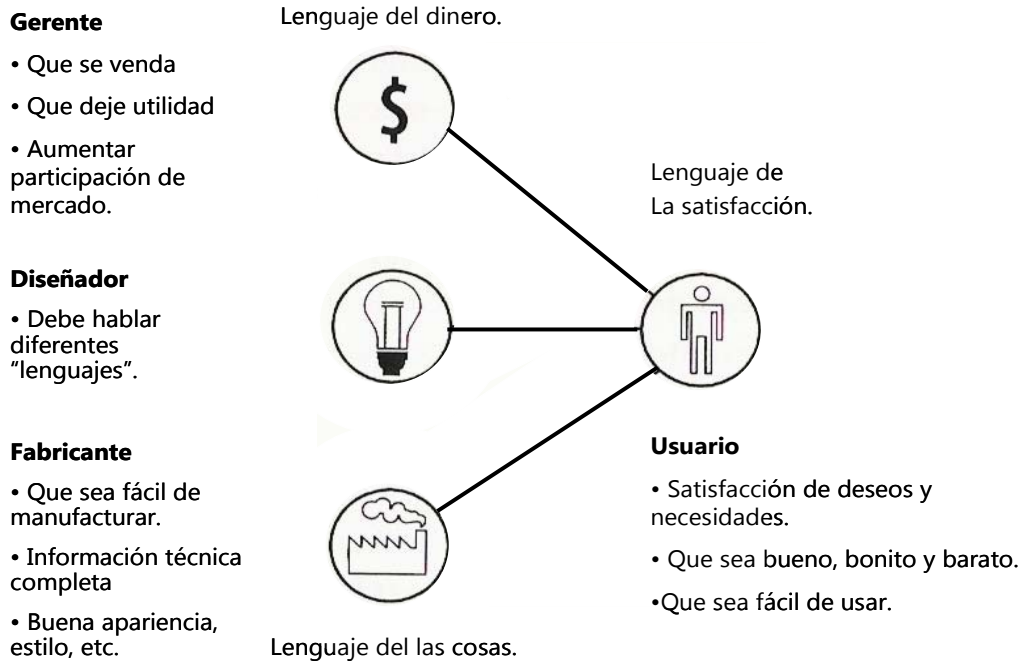 Gerente
• Que se venda
• Que deje utilidad
• Aumentar
participación de
mercado.
Lenguaje del dinero.
$
Lenguaje de
La satisfacción.
Diseñador
• Debe hablar
diferentes
"lenguajes".
Fabricante
• Que sea fácil de
manufacturar.
• Información técnica
completa
• Buena apariencia,
estilo, etc.
Lenguaje del las cosas.
Usuario
• Satisfacción de deseos y
necesidades.
• Que sea bueno, bonito y barato.
•Que sea fácil de usar.